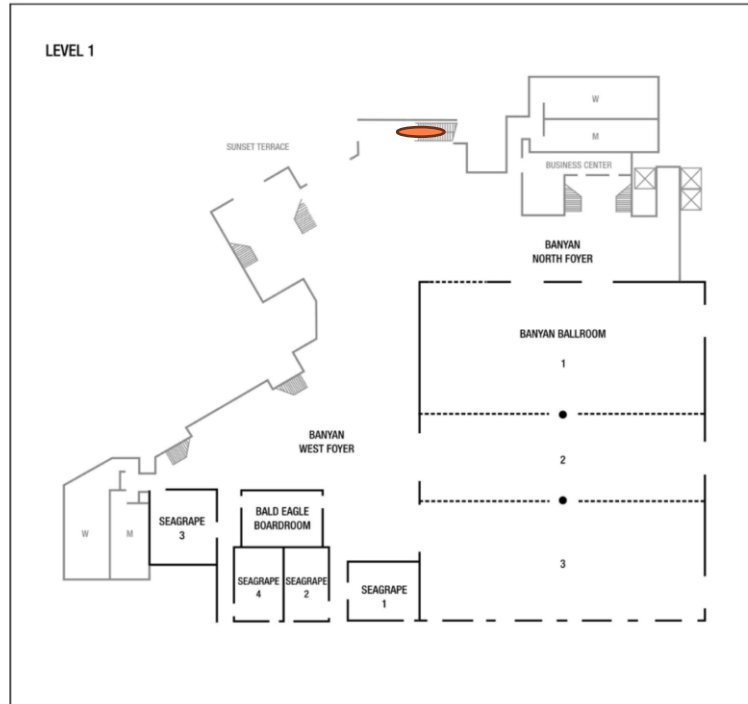 LEVEL 1
W
M
SUNSET TERRACE
BUSINESS CENTER
BANYAN
NORTH FOYER
BANYAN BALLROOM
1
2
3
BANYAN
WEST FOYER
BALD EAGLE
BOARDROOM
SEAGRAPE
3
W
M
SEAGRAPE
4
SEAGRAPE
2
SEAGRAPE
1